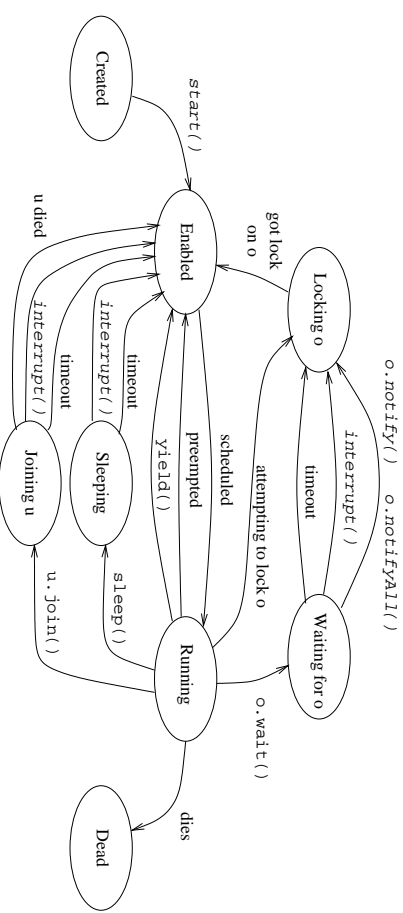 o.notify() o.notifyAll()
Locking o
interrupt()
timeout
Waiting for o
got lock
on o
attempting to lock o
o.wait()
start()
Created
Enabled
scheduled
preempted
yield()
Running
dies
Dead
timeout
interrupt()
Sleeping
sleep()
u died
timeout
interrupt()
Joining u
u.join()